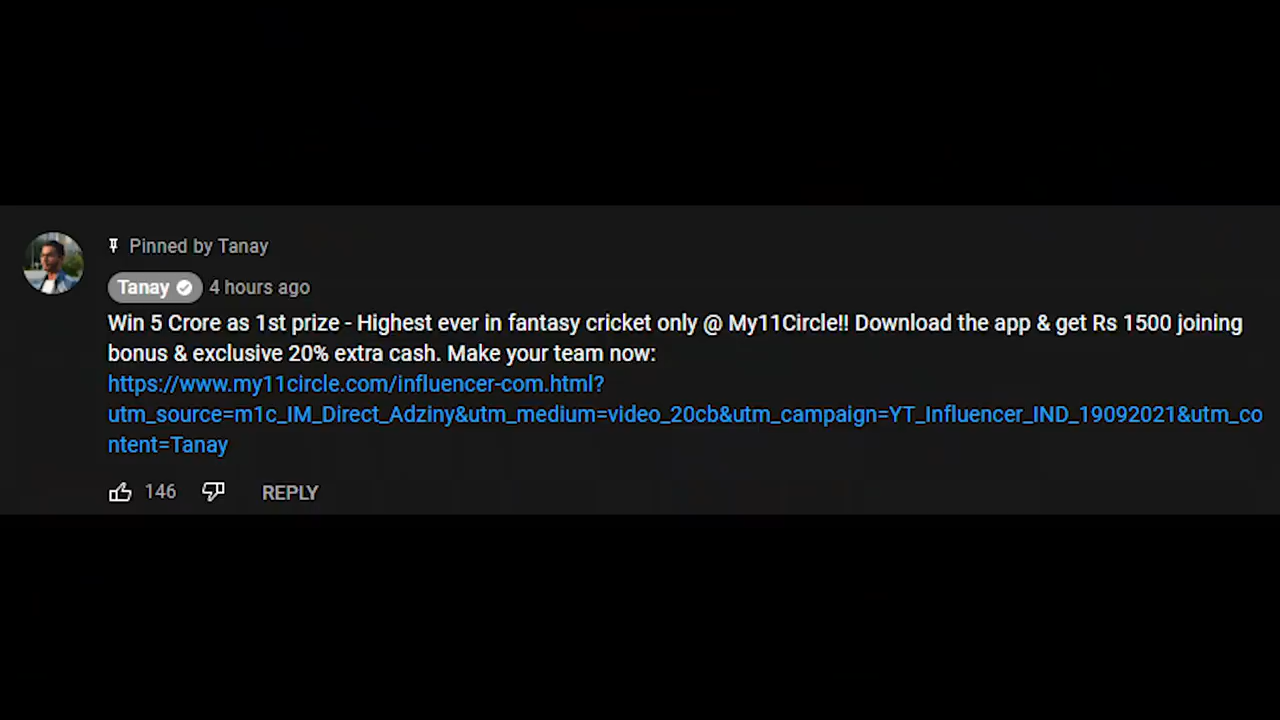 Pinned by Tanay
Tanay 4 hours ago
Win 5 Crore as 1st prize - Highest ever in fantasy cricket only @ My11Circle!! Download the app & get Rs 1500 joining
bonus & exclusive 20% extra cash. Make your team now:
https://www.my11circle.com/influencer-com.html?
utm_source=m1c_IM_Direct_Adziny&utm_medium=video_20cb&utm_campaign=YT_Influencer_IND_19092021&utm_co
ntent=Tanay
146 REPLY